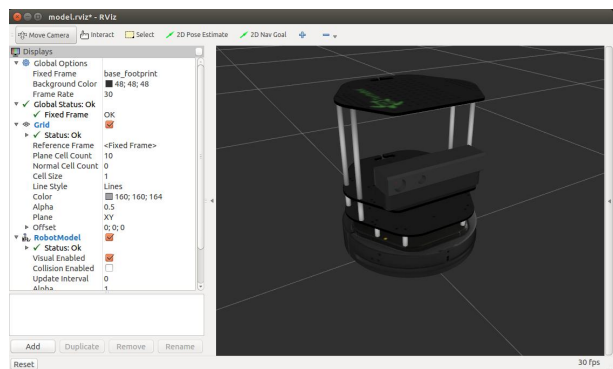 model.rviz* - RViz
Move Camera Interact Select 2D Pose Estimate 2D Nav Goal
Displays
Global Options
Fixed Frame base_footprint
Background Color 48; 48; 48
Frame Rate 30
Global Status: Ok
Fixed Frame OK
Grid
Status: Ok
Reference Frame <Fixed Frame>
Plane Cell Count 10
Normal Cell Count 0
Cell Size 1
Line Style Lines
Color 160; 160; 164
Alpha 0.5
Plane XY
Offset 0; 0; 0
RobotModel
Status: Ok
Visual Enabled
Collision Enabled
Update Interval 0
Alpha 1
Add Duplicate Remove Rename
Reset 30 fps